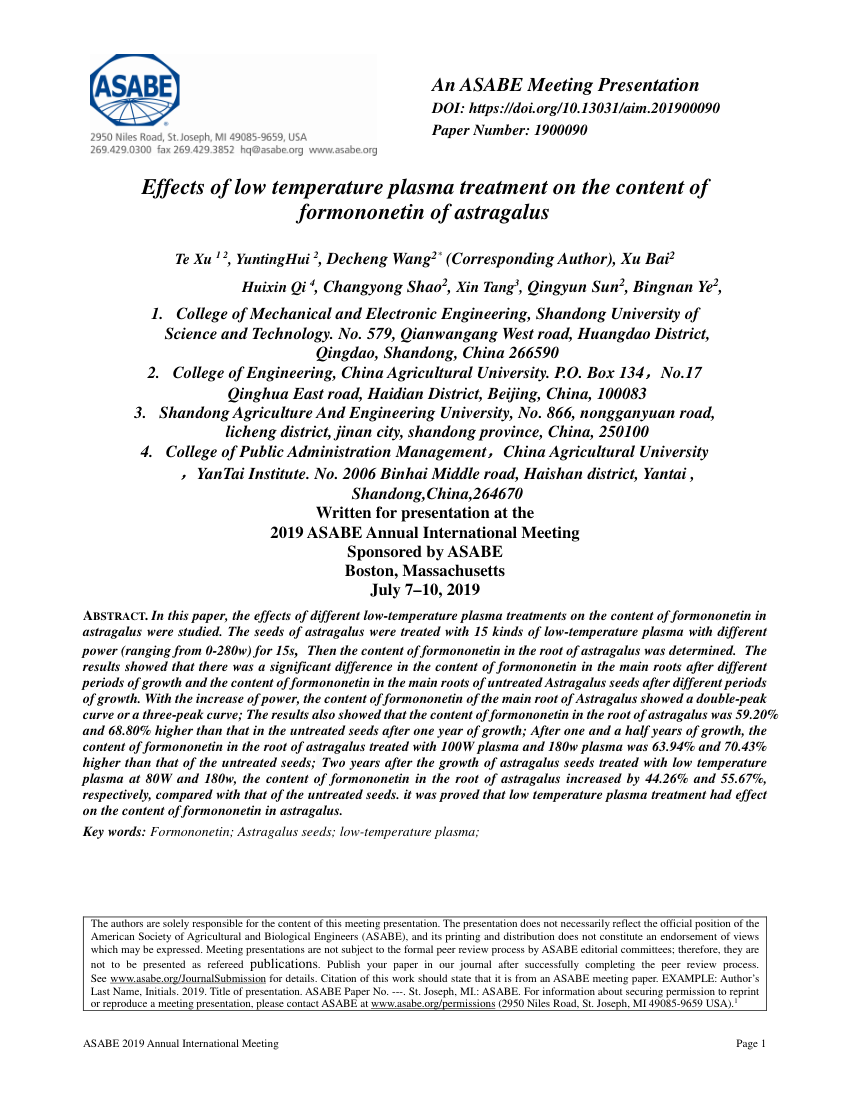 ASABE
2950 Niles Road, St. Joseph, MI 49085-9659, USA
269.429.0300 fax 269.429.3852 hq@asabe.org www.asabe.org
An ASABE Meeting Presentation
DOI: https://doi.org/10.13031/aim.201900090
Paper Number: 1900090
Effects of low temperature plasma treatment on the content of
formononetin of astragalus
Te Xu 1 2, YuntingHui 2, Decheng Wang2* (Corresponding Author), Xu Bai2
Huixin Qi 4, Changyong Shao2, Xin Tang3, Qingyun Sun2, Bingnan Ye2,
1. College of Mechanical and Electronic Engineering, Shandong University of
Science and Technology. No. 579, Qianwangang West road, Huangdao District,
Qingdao, Shandong, China 266590
2. College of Engineering, China Agricultural University. P.O. Box 134，No.17
Qinghua East road, Haidian District, Beijing, China, 100083
3. Shandong Agriculture And Engineering University, No. 866, nongganyuan road,
licheng district, jinan city, shandong province, China, 250100
4. College of Public Administration Management，China Agricultural University
，YanTai Institute. No. 2006 Binhai Middle road, Haishan district, Yantai ,
Shandong,China,264670
Written for presentation at the
2019 ASABE Annual International Meeting
Sponsored by ASABE
Boston, Massachusetts
July 7–10, 2019
ABSTRACT. In this paper, the effects of different low-temperature plasma treatments on the content of formononetin in
astragalus were studied. The seeds of astragalus were treated with 15 kinds of low-temperature plasma with different
power (ranging from 0-280w) for 15s, Then the content of formononetin in the root of astragalus was determined. The
results showed that there was a significant difference in the content of formononetin in the main roots after different
periods of growth and the content of formononetin in the main roots of untreated Astragalus seeds after different periods
of growth. With the increase of power, the content of formononetin of the main root of Astragalus showed a double-peak
curve or a three-peak curve; The results also showed that the content of formononetin in the root of astragalus was 59.20%
and 68.80% higher than that in the untreated seeds after one year of growth; After one and a half years of growth, the
content of formononetin in the root of astragalus treated with 100W plasma and 180w plasma was 63.94% and 70.43%
higher than that of the untreated seeds; Two years after the growth of astragalus seeds treated with low temperature
plasma at 80W and 180w, the content of formononetin in the root of astragalus increased by 44.26% and 55.67%,
respectively, compared with that of the untreated seeds. it was proved that low temperature plasma treatment had effect
on the content of formononetin in astragalus.
Key words: Formononetin; Astragalus seeds; low-temperature plasma;
The authors are solely responsible for the content of this meeting presentation. The presentation does not necessarily reflect the official position of the
American Society of Agricultural and Biological Engineers (ASABE), and its printing and distribution does not constitute an endorsement of views
which may be expressed. Meeting presentations are not subject to the formal peer review process by ASABE editorial committees; therefore, they are
not to be presented as refereed publications. Publish your paper in our journal after successfully completing the peer review process.
See www.asabe.org/JournalSubmission for details. Citation of this work should state that it is from an ASABE meeting paper. EXAMPLE: Author's
Last Name, Initials. 2019. Title of presentation. ASABE Paper No. ---. St. Joseph, MI.: ASABE. For information about securing permission to reprint
or reproduce a meeting presentation, please contact ASABE at www.asabe.org/permissions (2950 Niles Road, St. Joseph, MI 49085-9659 USA).1
ASABE 2019 Annual International Meeting
Page 1